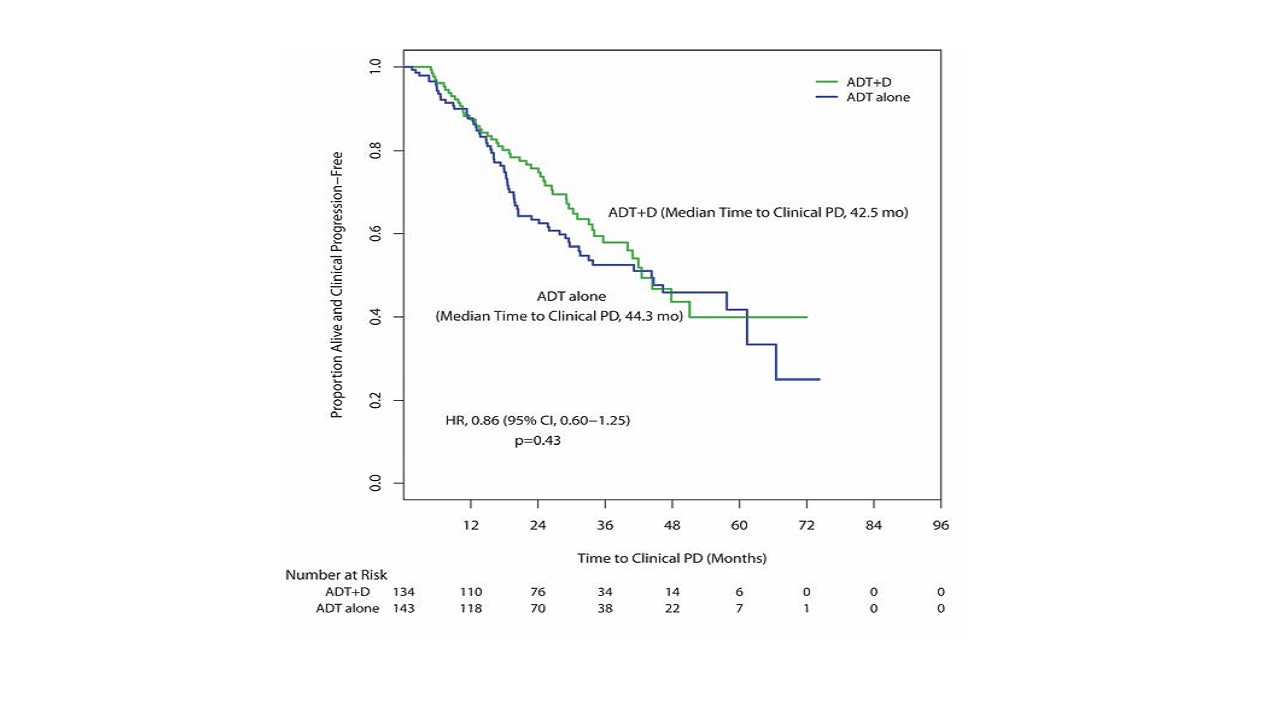 Proportion Alive and Clinical Progression−Free
1.0
0.8
0.6
0.4
0.2
0.0
ADT+D
ADT alone
ADT+D (Median Time to Clinical PD, 42.5 mo)
ADT alone
(Median Time to Clinical PD, 44.3 mo)
HR, 0.86 (95% CI, 0.60−1.25)
p=0.43
12 24 36 48 60 72 84 96
Time to Clinical PD (Months)
Number at Risk
ADT+D 134 110 76 34 14 6 0 0 0
ADT alone 143 118 70 38 22 7 1 0 0